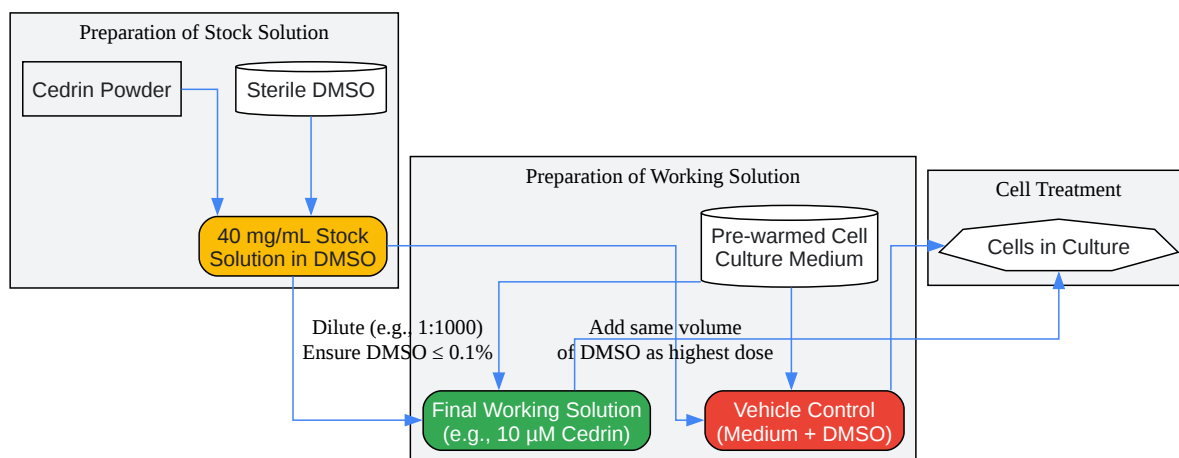 Preparation of Stock Solution
Cedrin Powder
Sterile DMSO
40 mg/mL Stock
Solution in DMSO
Preparation of Working Solution
Pre-warmed Cell
Culture Medium
Dilute (e.g., 1:1000)
Ensure DMSO ≤ 0.1%
Add same volume
of DMSO as highest dose
Final Working Solution
(e.g., 10 µM Cedrin)
Vehicle Control
(Medium + DMSO)
Cell Treatment
Cells in Culture